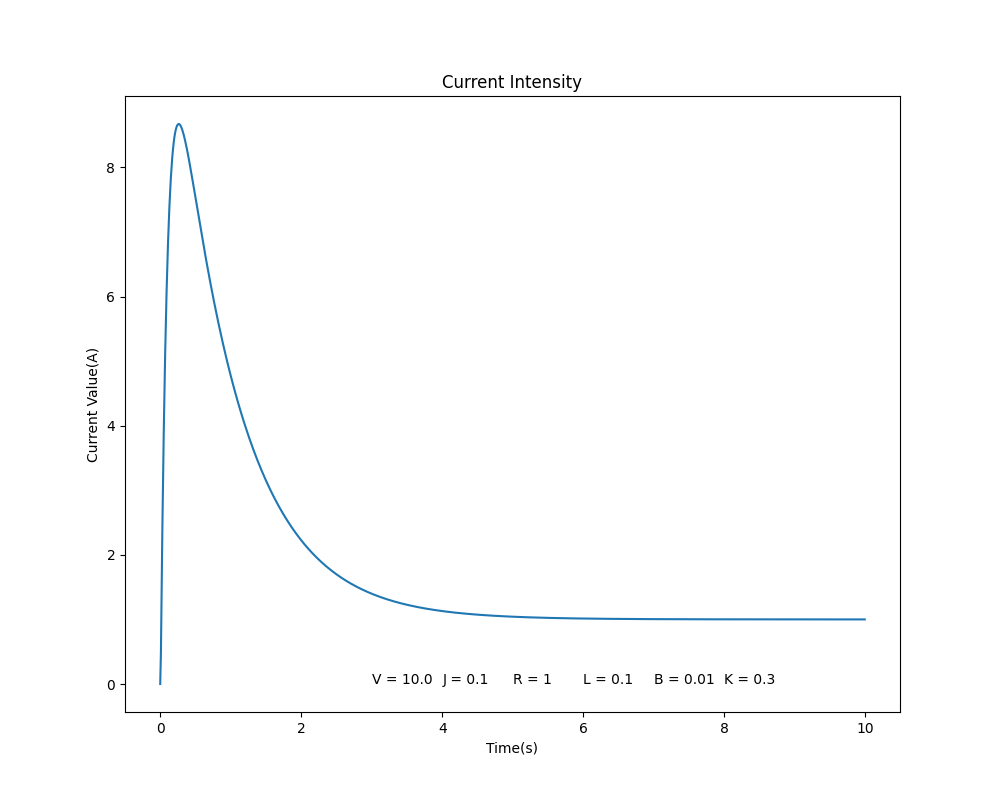 Current Intensity
Current Value(A)
8
6
4
2
0
V = 10.0 J = 0.1 R = 1 L = 0.1 B = 0.01 K = 0.3
0 2 4 6 8 10
Time(s)